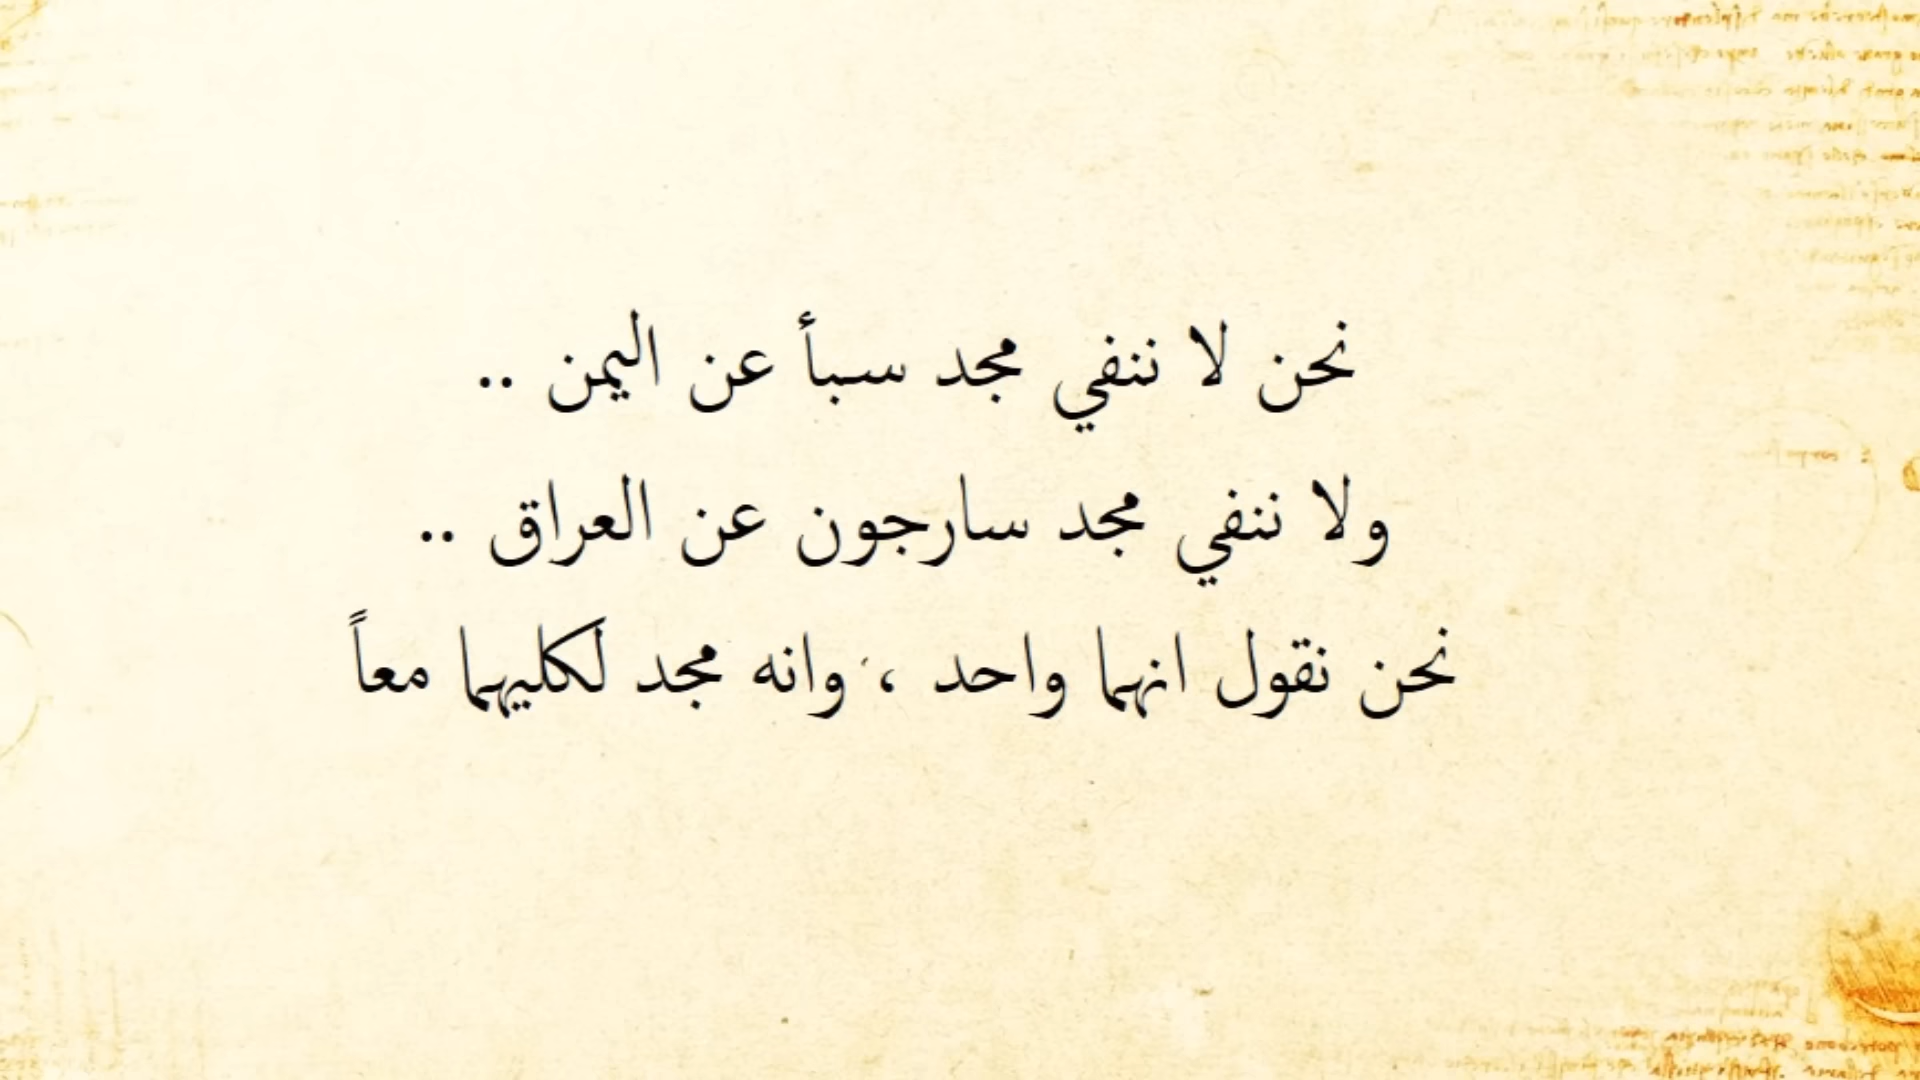 نحن لا ننفي مجد سبأ عن اليمن ..
ولا ننفي مجد سارجون عن العراق ..
نحن نقول انهما واحد ، وانه مجد لكليهما معاً